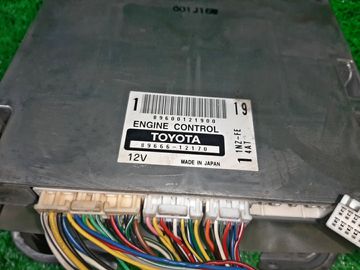 1 19
89600121900
ENGINE CONTROL
TOYOTA
89666-12170
12V MADE IN JAPAN
1NZ-FE
4AT
1